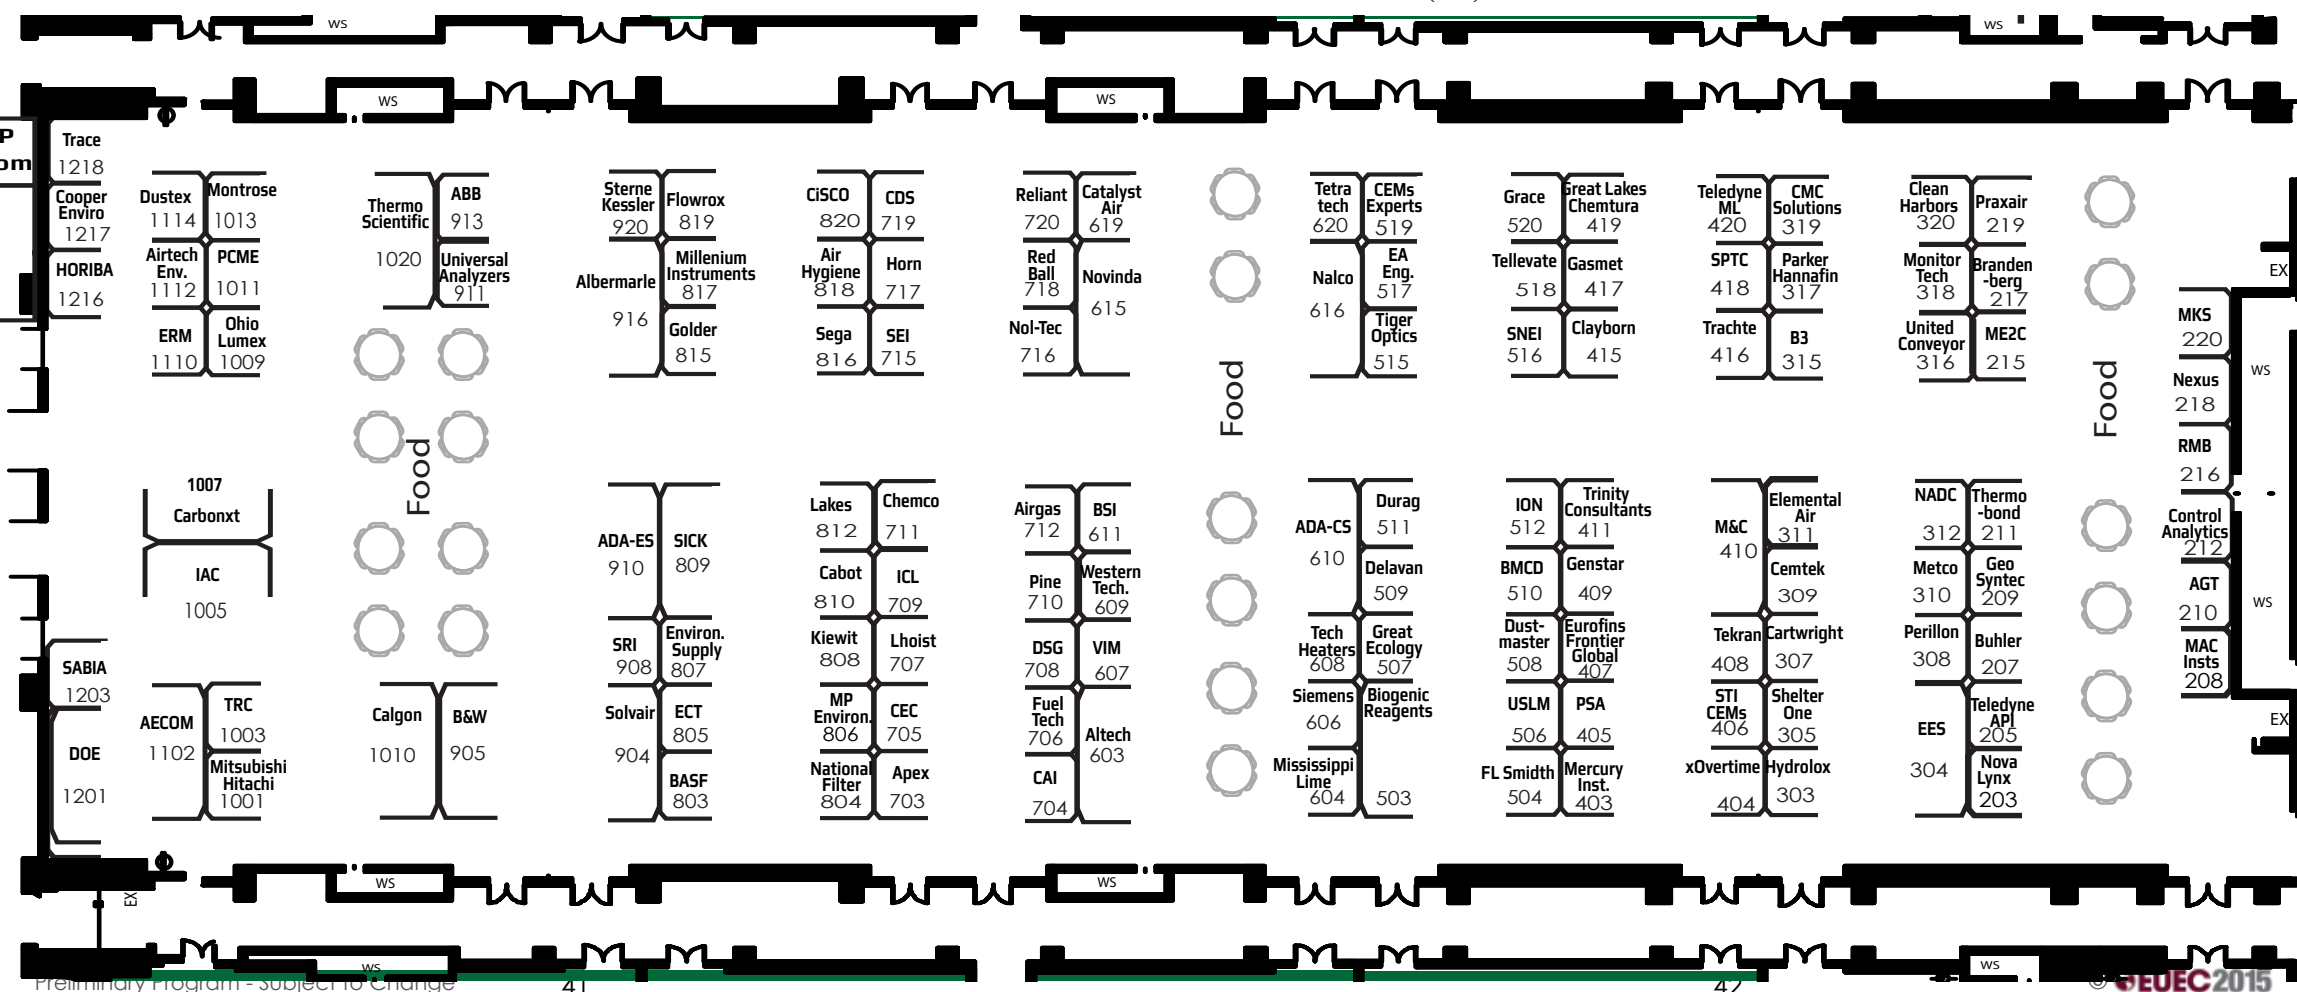 ws
ws
ws
ws
P
om
Trace
1218
Cooper
Enviro
1217
HORIBA
1216
Dustex
1114
Montrose
1013
Airtech
Env.
1112
PCME
1011
ERM
1110
Ohio
Lumex
1009
Thermo
Scientific
1020
ABB
913
Universal
Analyzers
911
Sterne
Kessler
920
Flowrox
819
Albermarle
916
Millenium
Instruments
817
Golder
815
CiSCO
820
CDS
719
Air
Hygiene
818
Horn
717
Sega
816
SEI
715
Reliant
720
Catalyst
Air
619
Red
Ball
718
Novinda
615
Nol-Tec
716
Food
Tetra
tech
620
CEMs
Experts
519
Nalco
616
EA
Eng.
517
Tiger
Optics
515
Grace
520
Great Lakes
Chemtura
419
Tellevate
518
Gasmet
417
SNEI
516
Clayborn
415
Teledyne
ML
420
CMC
Solutions
319
SPTC
418
Parker
Hannafin
317
Trachte
416
B3
315
Clean
Harbors
320
Praxair
219
Monitor
Tech
318
Branden
-berg
217
United
Conveyor
316
ME2C
215
Food
EX
MKS
220
Nexus
218
RMB
216
ws
Food
1007
Carbonxt
IAC
1005
SABIA
1203
DOE
1201
AECOM
1102
TRC
1003
Mitsubishi
Hitachi
1001
Calgon
1010
B&W
905
ADA-ES
910
SICK
809
SRI
908
Environ.
Supply
807
Solvair
904
ECT
805
BASF
803
Lakes
812
Chemco
711
Cabot
810
ICL
709
Kiewit
808
Lhoist
707
MP
Environ.
806
CEC
705
National
Filter
804
Apex
703
Airgas
712
BSI
611
Pine
710
Western
Tech.
609
DSG
708
VIM
607
Fuel
Tech
706
Altech
603
CAI
704
ADA-CS
610
Durag
511
Delavan
509
Tech
Heaters
608
Great
Ecology
507
Siemens
606
Biogenic
Reagents
503
Mississippi
Lime
604
ION
512
Trinity
Consultants
411
BMCD
510
Genstar
409
Dust-
master
508
Eurofins
Frontier
Global
407
USLM
506
PSA
405
FL Smidth
504
Mercury
Inst.
403
M&C
410
Elemental
Air
311
Cemtek
309
Tekran
408
Cartwright
307
STI
CEMs
406
Shelter
One
305
xOvertime
404
Hydrolox
303
NADC
312
Thermo
-bond
211
Metco
310
Geo
Syntec
209
Perillon
308
Buhler
207
EES
304
Teledyne
API
205
Nova
Lynx
203
Control
Analytics
212
AGT
210
MAC
Insts
208
ws
EX
EX
ws
ws
ws
ws
Preliminary Program - Subject to Change
41
42
© EUEC2015